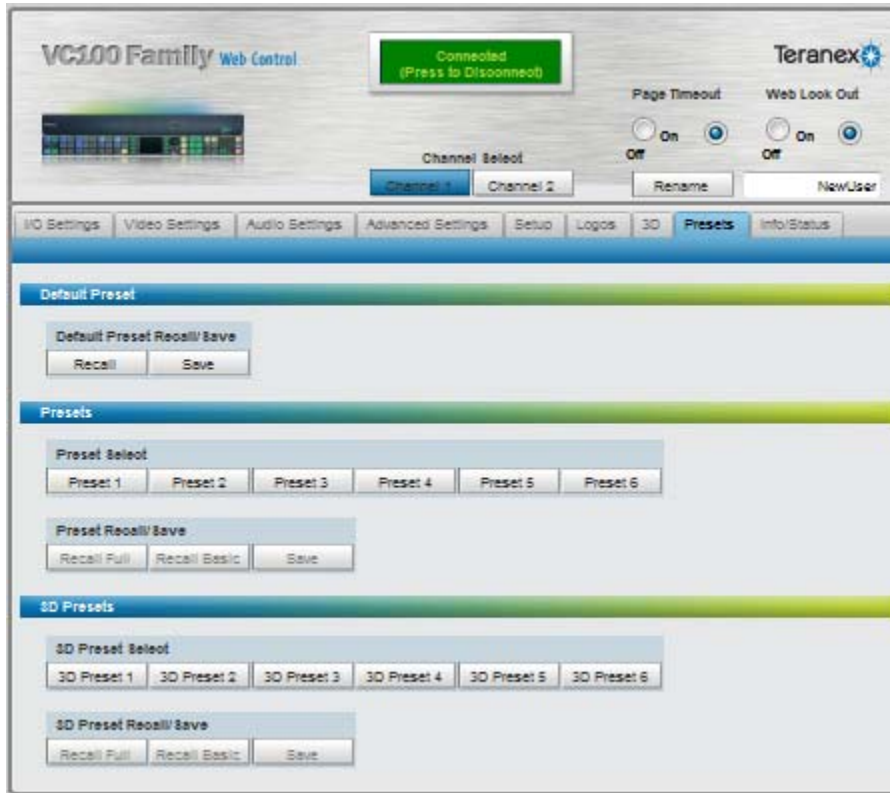 VC100 Family Web Control
Connected
(Press to Disconnect)
Teranex
Page Timeout
Web Look Out
On
Off
On
Off
Channel Select
Channel 1
Channel 2
Rename
NewUser
I/O Settings
Video Settings
Audio Settings
Advanced Settings
Setup
Logos
3D
Presets
Info/Status
Default Preset
Default Preset Recall/Save
Recall
Save
Presets
Preset Select
Preset 1
Preset 2
Preset 3
Preset 4
Preset 5
Preset 6
Preset Recall/Save
Recall Full
Recall Basic
Save
3D Presets
3D Preset Select
3D Preset 1
3D Preset 2
3D Preset 3
3D Preset 4
3D Preset 5
3D Preset 6
3D Preset Recall/Save
Recall Full
Recall Basic
Save